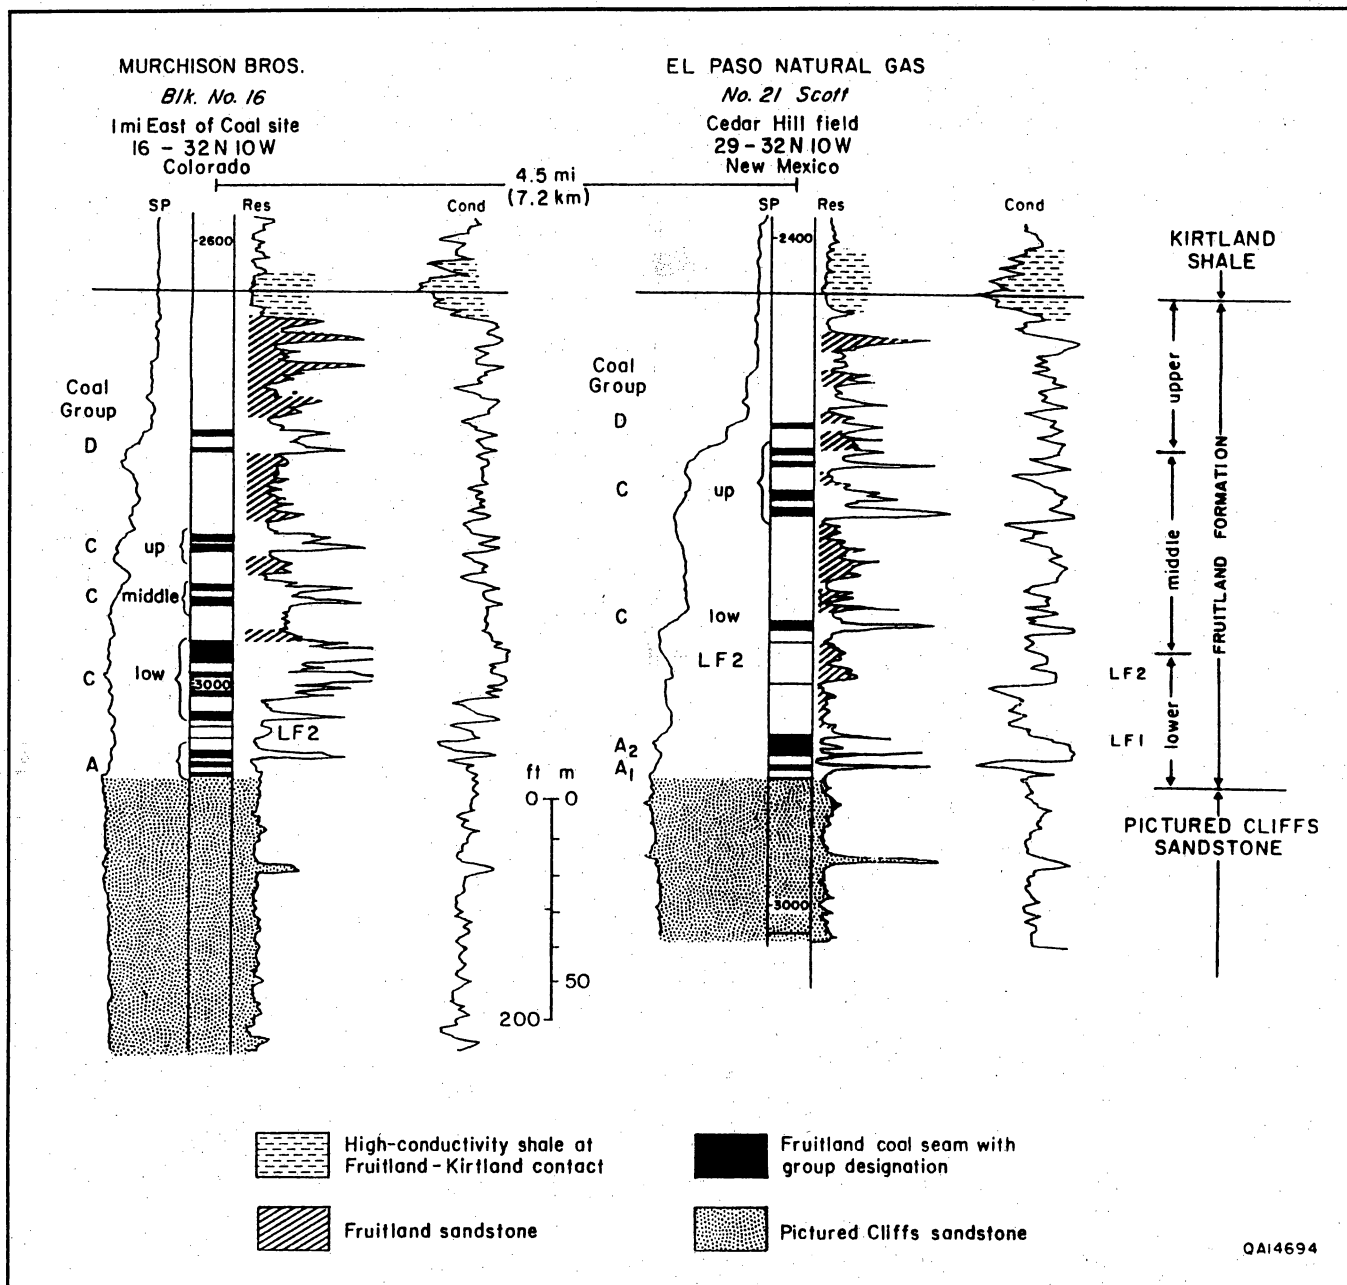 MURCHISON BROS.
Blk. No. 16
1 mi East of Coal site
16 – 32N 10W
Colorado
EL PASO NATURAL GAS
No. 21 Scott
Cedar Hill field
29 – 32N 10W
New Mexico
4.5 mi
(7.2 km)
SP
Res
Cond
SP
Res
Cond
2600
2400
KIRTLAND
SHALE
Coal
Group
D
C
up
C
middle
C
low
3000
LF2
A
Coal
Group
D
C
up
C
low
LF2
A2
A1
3000
ft m
0 0
50
200
upper
middle
lower
FRUITLAND FORMATION
LF2
LF1
PICTURED CLIFFS
SANDSTONE
High-conductivity shale at
Fruitland – Kirtland contact
Fruitland coal seam with
group designation
Fruitland sandstone
Pictured Cliffs sandstone
QA14694